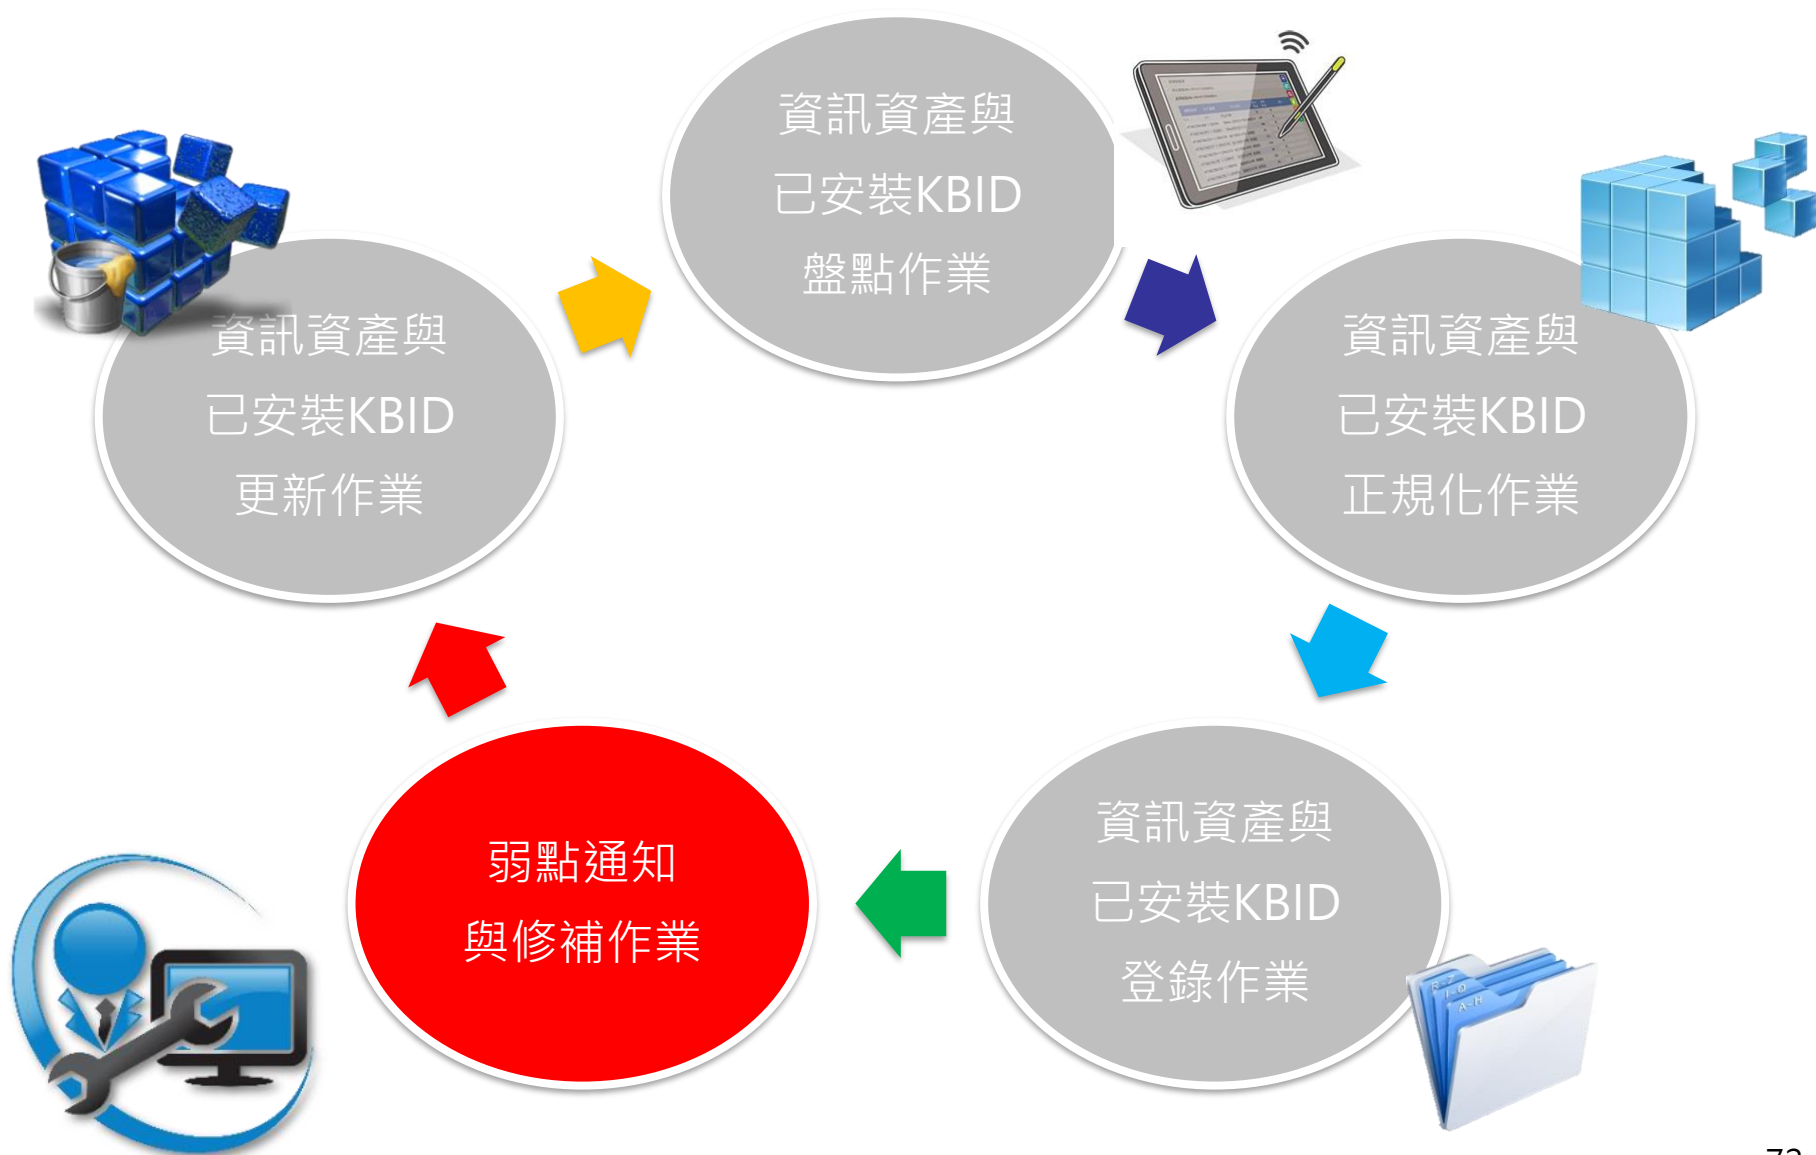 資訊資產與
已安裝KBID
盤點作業
資訊資產與
已安裝KBID
正規化作業
資訊資產與
已安裝KBID
登錄作業
R-Z
I-Q
A-H
弱點通知
與修補作業
資訊資產與
已安裝KBID
更新作業